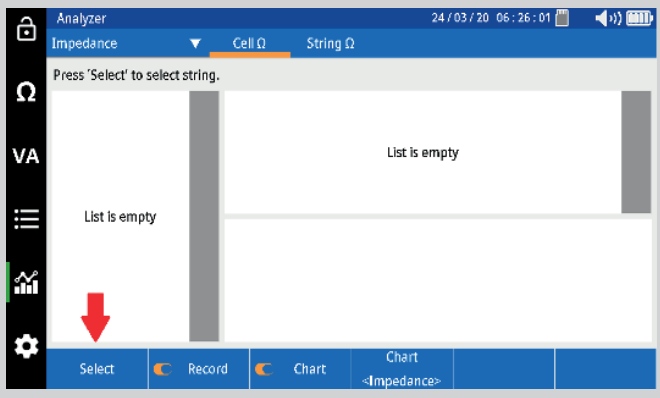 Analyzer
24/03/20 06:26:01
Impedance
Cell Ω
String Ω
Press 'Select' to select string.
Ω
VA
List is empty
List is empty
Select
Record
Chart
Chart
<Impedance>